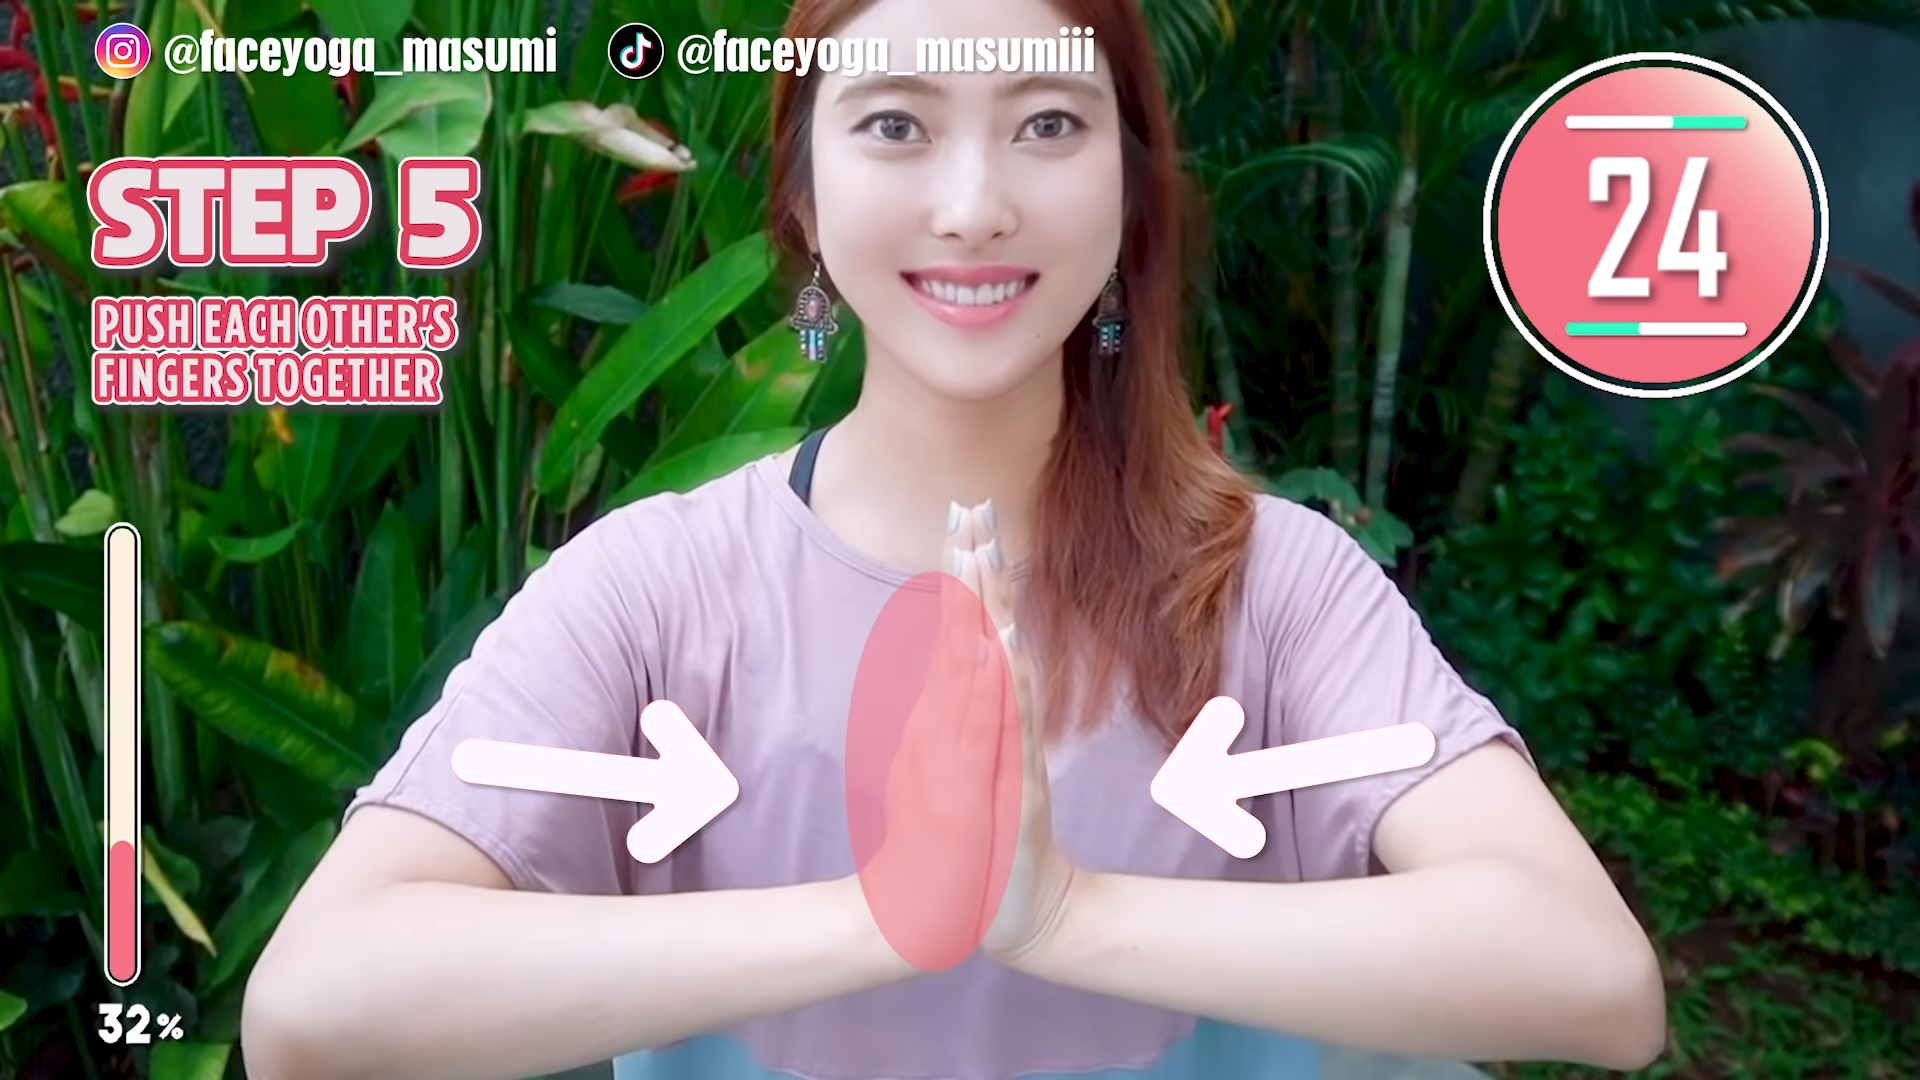 @faceyoga_masumi @faceyoga_masumiii
STEP 5
PUSH EACH OTHER'S
FINGERS TOGETHER
24
32%